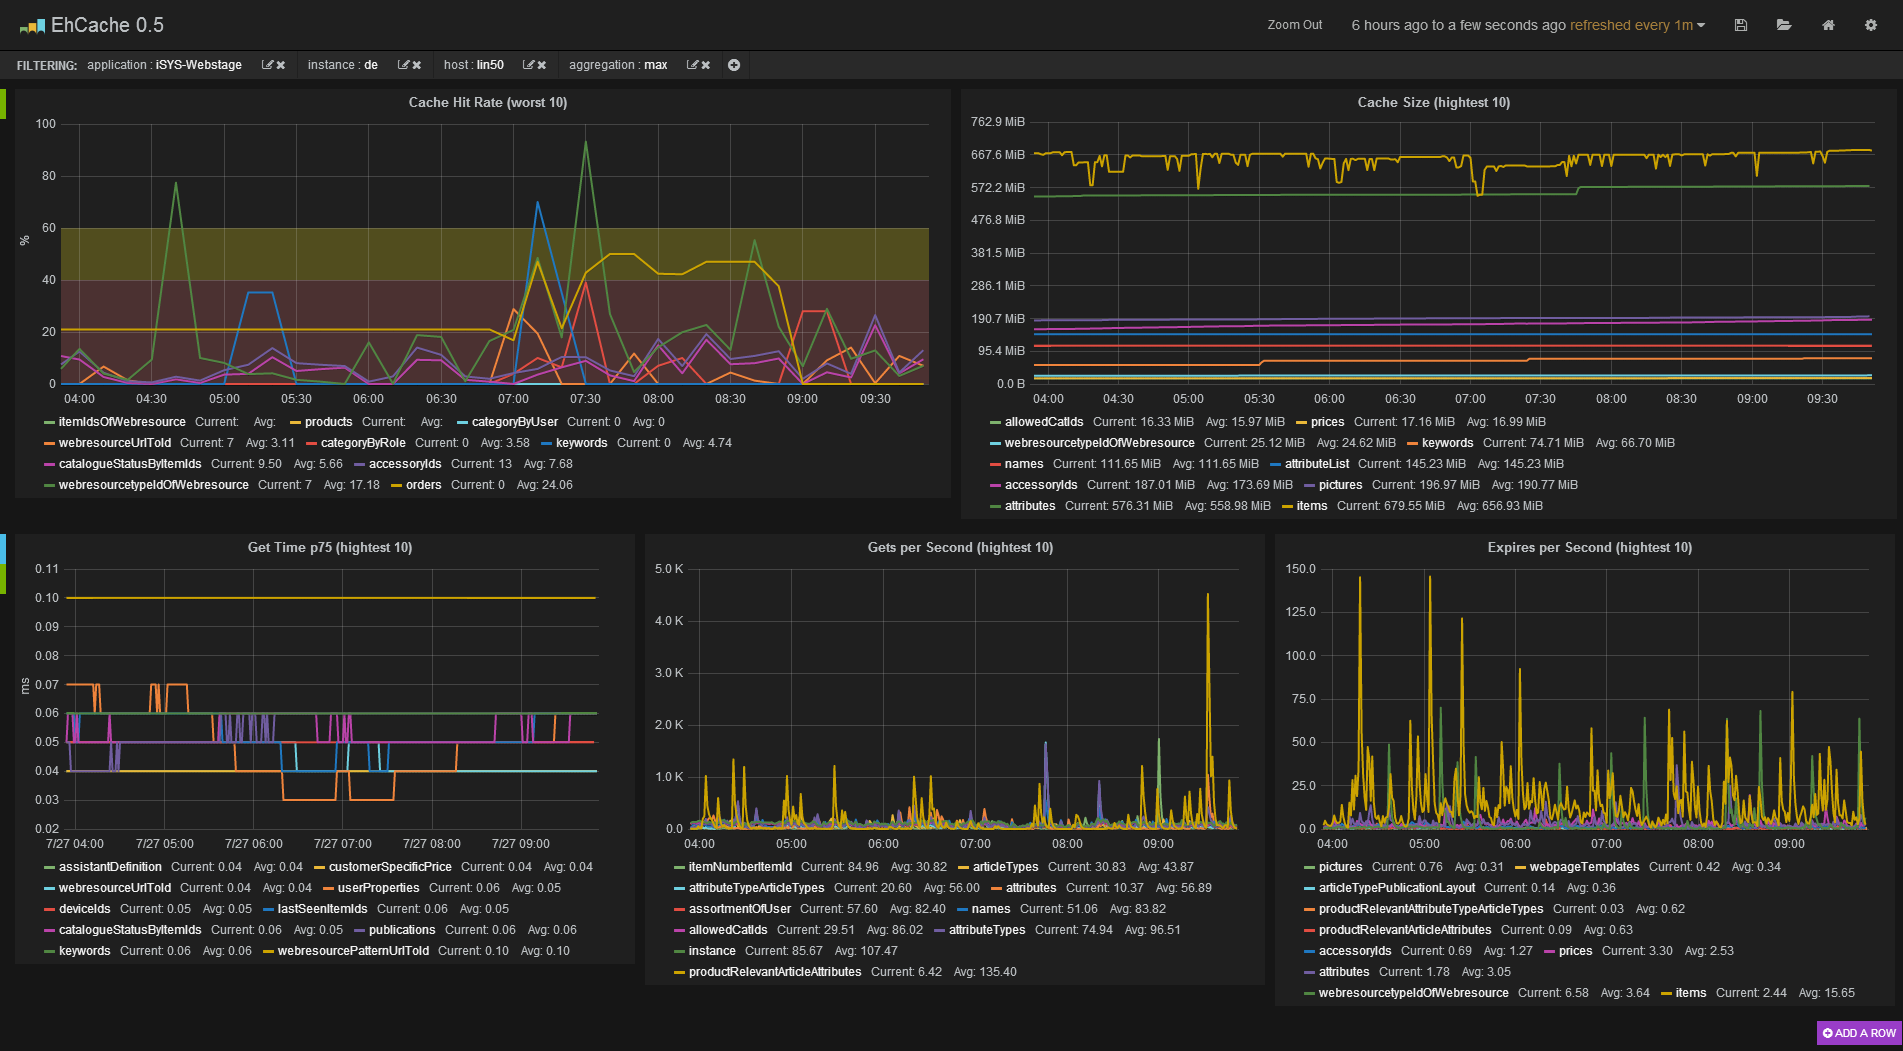 EhCache 0.5
Zoom Out 6 hours ago to a few seconds ago refreshed every 1m
FILTERING: application : iSYS-Webstage instance : de host : lin50 aggregation : max
Cache Hit Rate (worst 10)
100
80
60
%
40
20
0
04:00 04:30 05:00 05:30 06:00 06:30 07:00 07:30 08:00 08:30 09:00 09:30
itemIdsOfWebresource Current: Avg: products Current: Avg: categoryByUser Current: 0 Avg: 0
webresourceUrlToId Current: 7 Avg: 3.11 categoryByRole Current: 0 Avg: 3.58 keywords Current: 0 Avg: 4.74
catalogueStatusByItemIds Current: 9.50 Avg: 5.66 accessoryIds Current: 13 Avg: 7.68
webresourcetypeIdOfWebresource Current: 7 Avg: 17.18 orders Current: 0 Avg: 24.06
Cache Size (hightest 10)
762.9 MiB
667.6 MiB
572.2 MiB
476.8 MiB
381.5 MiB
286.1 MiB
190.7 MiB
95.4 MiB
0.0 B
04:00 04:30 05:00 05:30 06:00 06:30 07:00 07:30 08:00 08:30 09:00 09:30
allowedCatIds Current: 16.33 MiB Avg: 15.97 MiB prices Current: 17.16 MiB Avg: 16.99 MiB
webresourcetypeIdOfWebresource Current: 25.12 MiB Avg: 24.62 MiB keywords Current: 74.71 MiB Avg: 66.70 MiB
names Current: 111.65 MiB Avg: 111.65 MiB attributeList Current: 145.23 MiB Avg: 145.23 MiB
accessoryIds Current: 187.01 MiB Avg: 173.69 MiB pictures Current: 196.97 MiB Avg: 190.77 MiB
attributes Current: 576.31 MiB Avg: 558.98 MiB items Current: 679.55 MiB Avg: 656.93 MiB
Get Time p75 (hightest 10)
0.11
0.10
0.09
0.08
0.07
ms
0.06
0.05
0.04
0.03
0.02
7/27 04:00 7/27 05:00 7/27 06:00 7/27 07:00 7/27 08:00 7/27 09:00
assistantDefinition Current: 0.04 Avg: 0.04 customerSpecificPrice Current: 0.04 Avg: 0.04
webresourceUrlToId Current: 0.04 Avg: 0.04 userProperties Current: 0.06 Avg: 0.05
deviceIds Current: 0.05 Avg: 0.05 lastSeenItemIds Current: 0.06 Avg: 0.05
catalogueStatusByItemIds Current: 0.06 Avg: 0.05 publications Current: 0.06 Avg: 0.06
keywords Current: 0.06 Avg: 0.06 webresourcePatternUrlToId Current: 0.10 Avg: 0.10
Gets per Second (hightest 10)
5.0 K
4.0 K
3.0 K
2.0 K
1.0 K
0.0
04:00 05:00 06:00 07:00 08:00 09:00
itemNumberItemId Current: 84.96 Avg: 30.82 articleTypes Current: 30.83 Avg: 43.87
attributeTypeArticleTypes Current: 20.60 Avg: 56.00 attributes Current: 10.37 Avg: 56.89
assortmentOfUser Current: 57.60 Avg: 82.40 names Current: 51.06 Avg: 83.82
allowedCatIds Current: 29.51 Avg: 86.02 attributeTypes Current: 74.94 Avg: 96.51
instance Current: 85.67 Avg: 107.47
productRelevantArticleAttributes Current: 6.42 Avg: 135.40
Expires per Second (hightest 10)
150.0
125.0
100.0
75.0
50.0
25.0
0.0
04:00 05:00 06:00 07:00 08:00 09:00
pictures Current: 0.76 Avg: 0.31 webpageTemplates Current: 0.42 Avg: 0.34
articleTypePublicationLayout Current: 0.14 Avg: 0.36
productRelevantAttributeTypeArticleTypes Current: 0.03 Avg: 0.62
productRelevantArticleAttributes Current: 0.09 Avg: 0.63
accessoryIds Current: 0.69 Avg: 1.27 prices Current: 3.30 Avg: 2.53
attributes Current: 1.78 Avg: 3.05
webresourcetypeIdOfWebresource Current: 6.58 Avg: 3.64 items Current: 2.44 Avg: 15.65
ADD A ROW